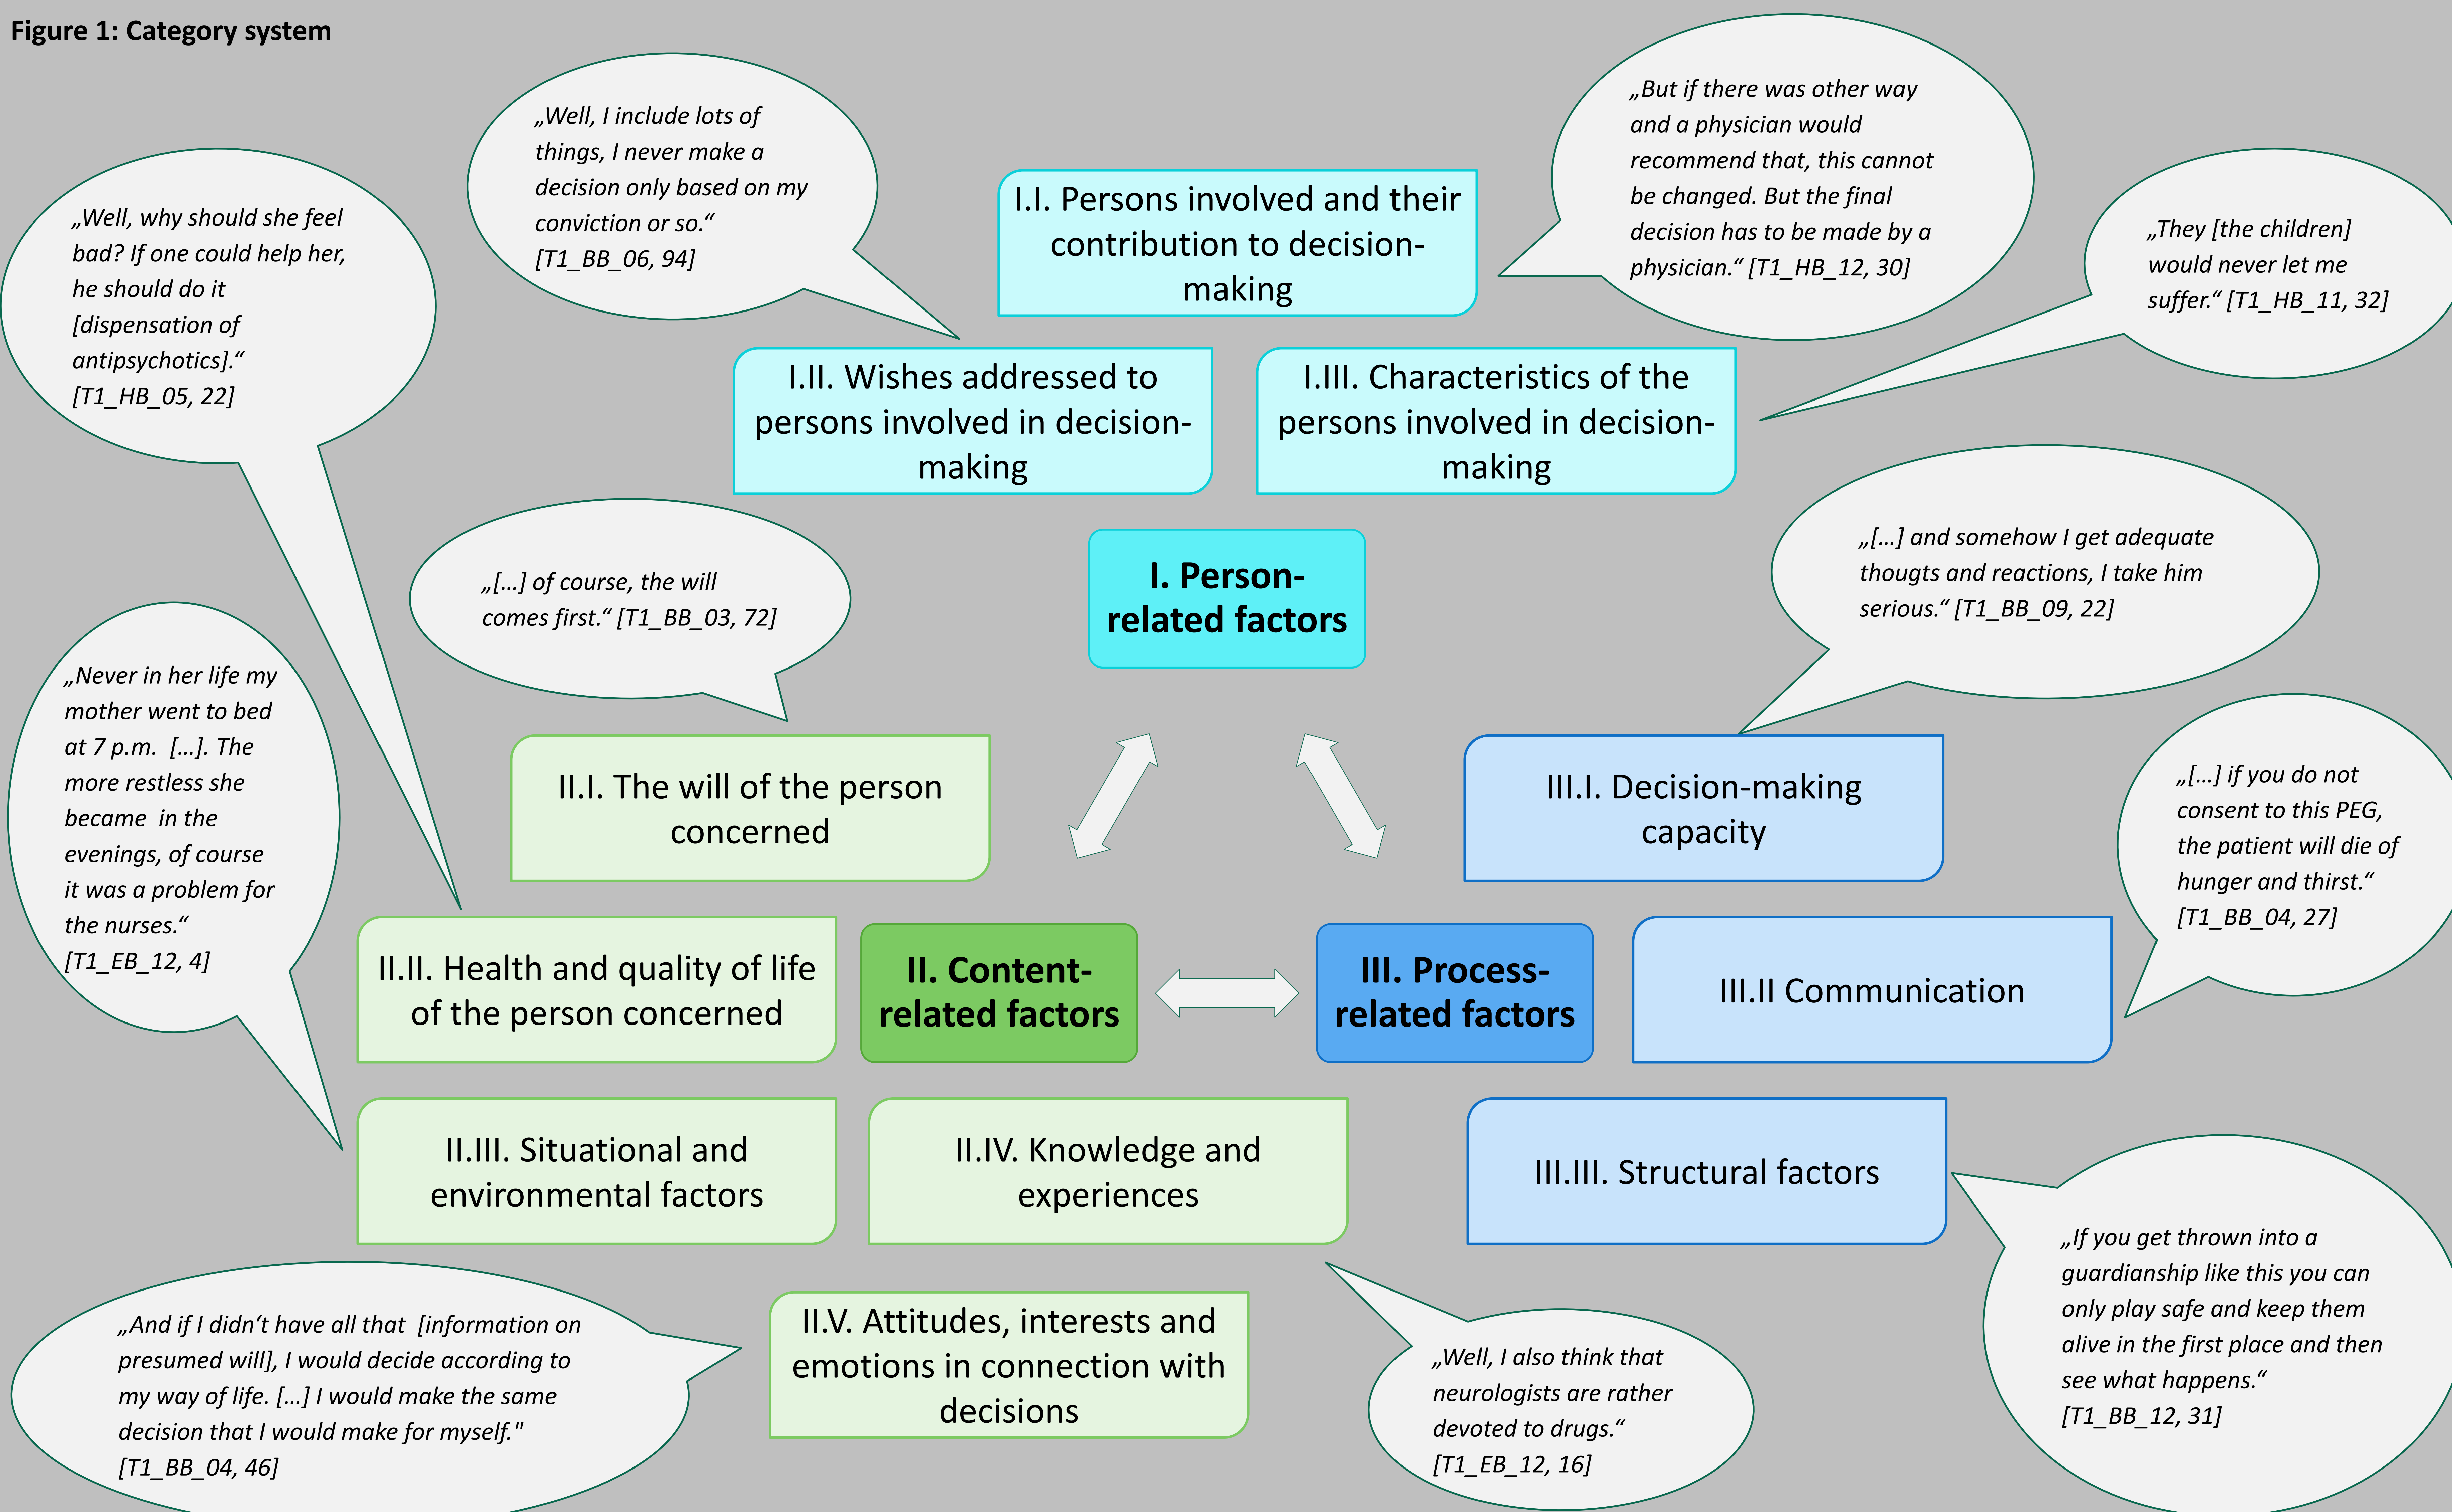 Figure 1: Category system
„Well, why should she feel
bad? If one could help her,
he should do it
[dispensation of
antipsychotics].“
[T1_HB_05, 22]
„Well, I include lots of
things, I never make a
decision only based on my
conviction or so.“
[T1_BB_06, 94]
I.I. Persons involved and their
contribution to decision-
making
„But if there was other way
and a physician would
recommend that, this cannot
be changed. But the final
decision has to be made by a
physician.“ [T1_HB_12, 30]
„They [the children]
would never let me
suffer.“ [T1_HB_11, 32]
I.II. Wishes addressed to
persons involved in decision-
making
I.III. Characteristics of the
persons involved in decision-
making
I. Person-
related factors
„[…] of course, the will
comes first.“ [T1_BB_03, 72]
„[…] and somehow I get adequate
thougts and reactions, I take him
serious.“ [T1_BB_09, 22]
„Never in her life my
mother went to bed
at 7 p.m.  […]. The
more restless she
became  in the
evenings, of course
it was a problem for
the nurses.“
[T1_EB_12, 4]
II.I. The will of the person
concerned
III.I. Decision-making
capacity
„[…] if you do not
consent to this PEG,
the patient will die of
hunger and thirst.“
[T1_BB_04, 27]
II.II. Health and quality of life
of the person concerned
II. Content-
related factors
III. Process-
related factors
III.II Communication
II.III. Situational and
environmental factors
II.IV. Knowledge and
experiences
III.III. Structural factors
„And if I didn‘t have all that  [information on
presumed will], I would decide according to
my way of life. […] I would make the same
decision that I would make for myself."
[T1_BB_04, 46]
II.V. Attitudes, interests and
emotions in connection with
decisions
„Well, I also think that
neurologists are rather
devoted to drugs.“
[T1_EB_12, 16]
„If you get thrown into a
guardianship like this you can
only play safe and keep them
alive in the first place and then
see what happens.“
[T1_BB_12, 31]